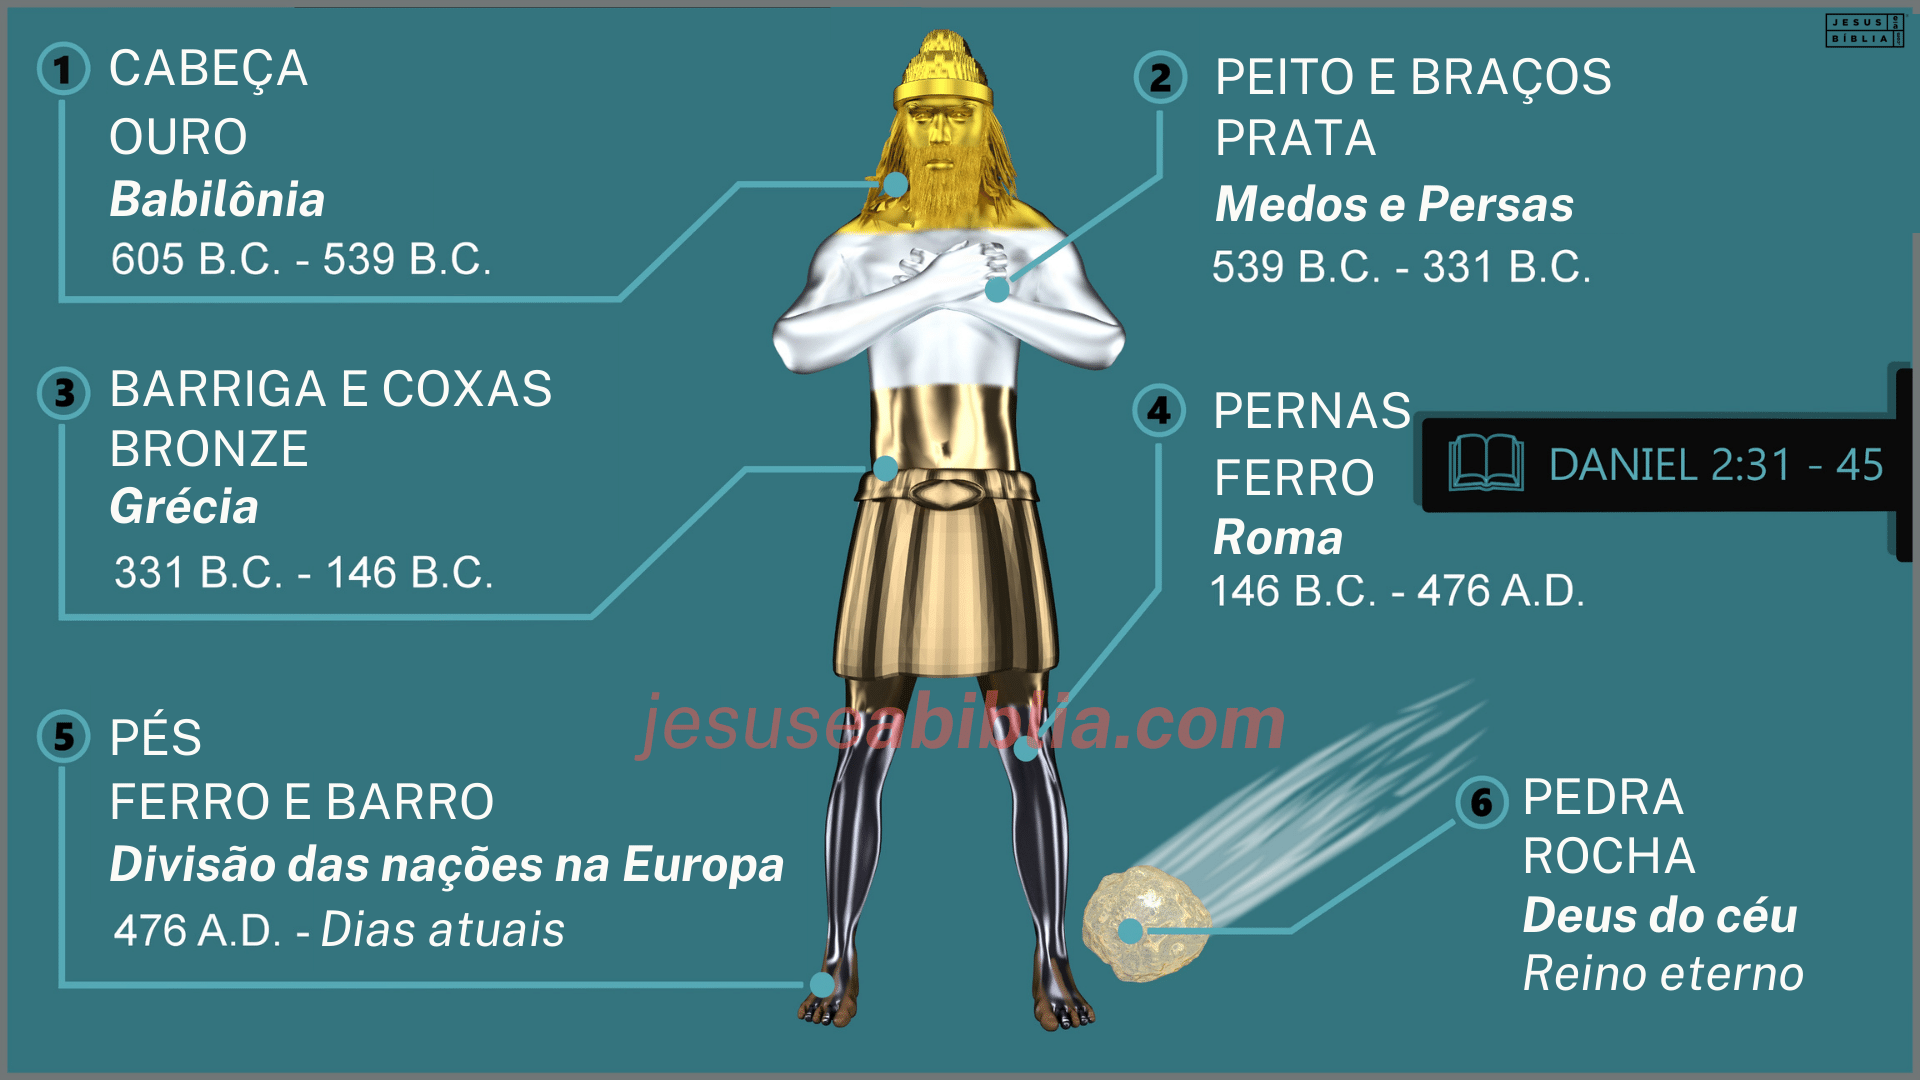 1
CABEÇA
OURO
Babilônia
605 B.C. - 539 B.C.
2
PEITO E BRAÇOS
PRATA
Medos e Persas
539 B.C. - 331 B.C.
3
BARRIGA E COXAS
BRONZE
Grécia
331 B.C. - 146 B.C.
4
PERNAS
FERRO
Roma
146 B.C. - 476 A.D.
DANIEL 2:31 - 45
5
PÉS
FERRO E BARRO
Divisão das nações na Europa
476 A.D. - Dias atuais
6
PEDRA
ROCHA
Deus do céu
Reino eterno
jesuseabiblia.com
JESUS
BÍBLIA